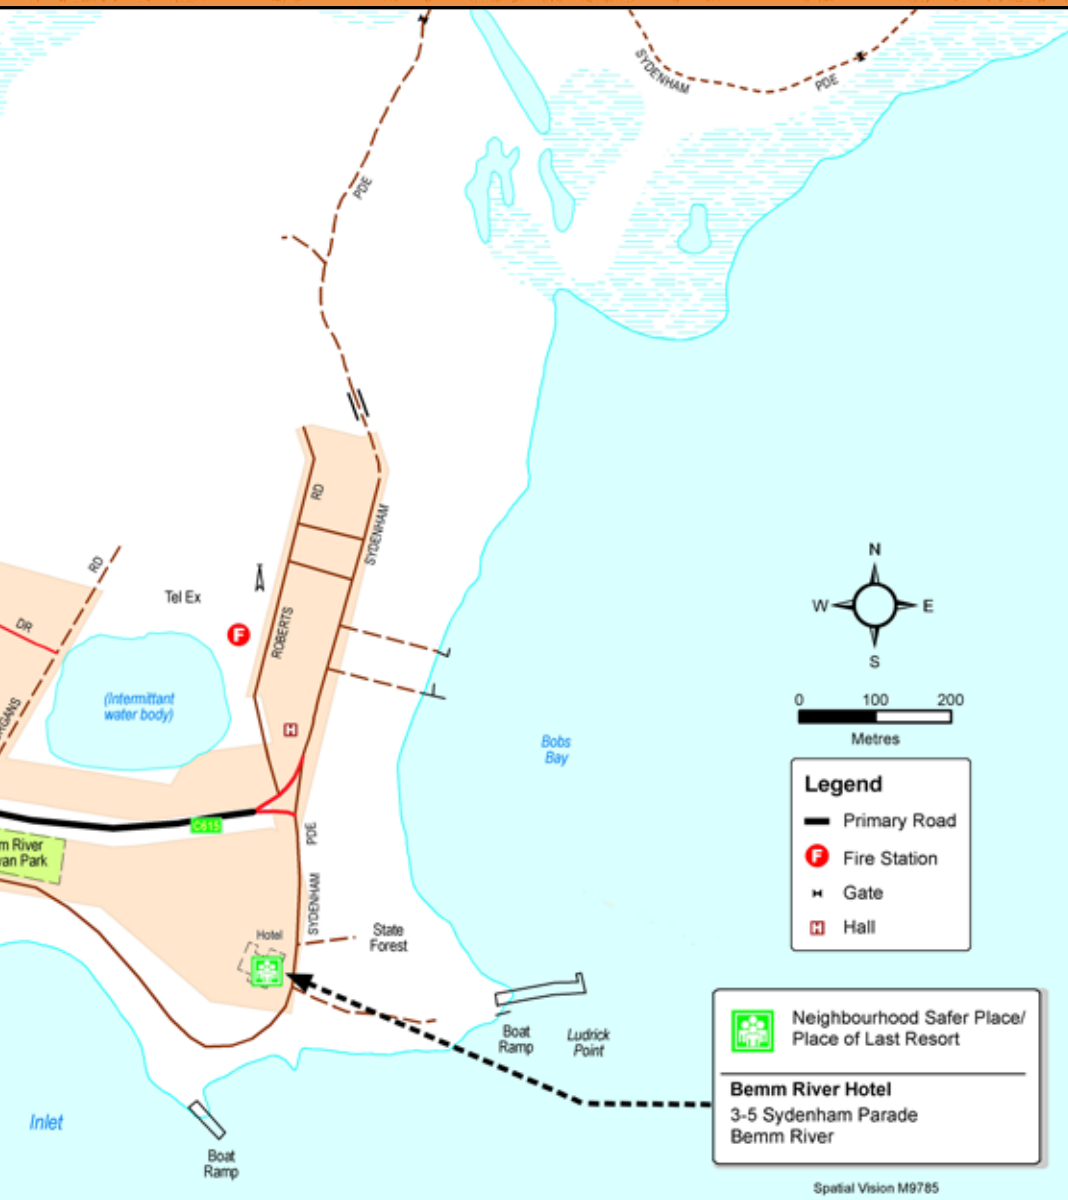 SYDENHAM
PDE
PDE
RD
SYDENHAM
RD
Tel Ex
F
DR
ROBERTS
(Intermittant
water body)
H
Bobs
Bay
C615
PDE
SYDENHAM
Hotel
State
Forest
Boat
Ramp
Ludrick
Point
Inlet
Boat
Ramp
N
W
E
S
0 100 200
Metres
Legend
Primary Road
F Fire Station
Gate
H Hall
Neighbourhood Safer Place/
Place of Last Resort
Bemm River Hotel
3-5 Sydenham Parade
Bemm River
Spatial Vision M9785
m River
van Park